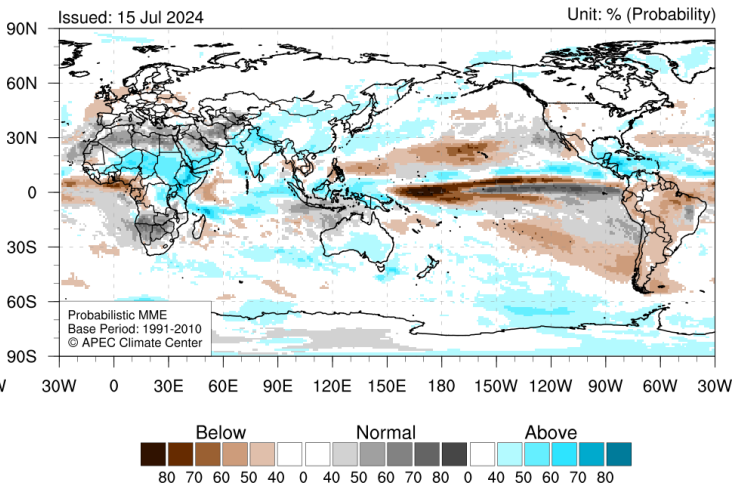 Issued: 15 Jul 2024
Unit: % (Probability)
90N
60N
30N
0
30S
60S
90S
Probabilistic MME
Base Period: 1991-2010
© APEC Climate Center
W 30W 0 30E 60E 90E 120E 150E 180 150W 120W 90W 60W 30W
Below Normal Above
80 70 60 50 40 0 40 50 60 70 80 0 40 50 60 70 80